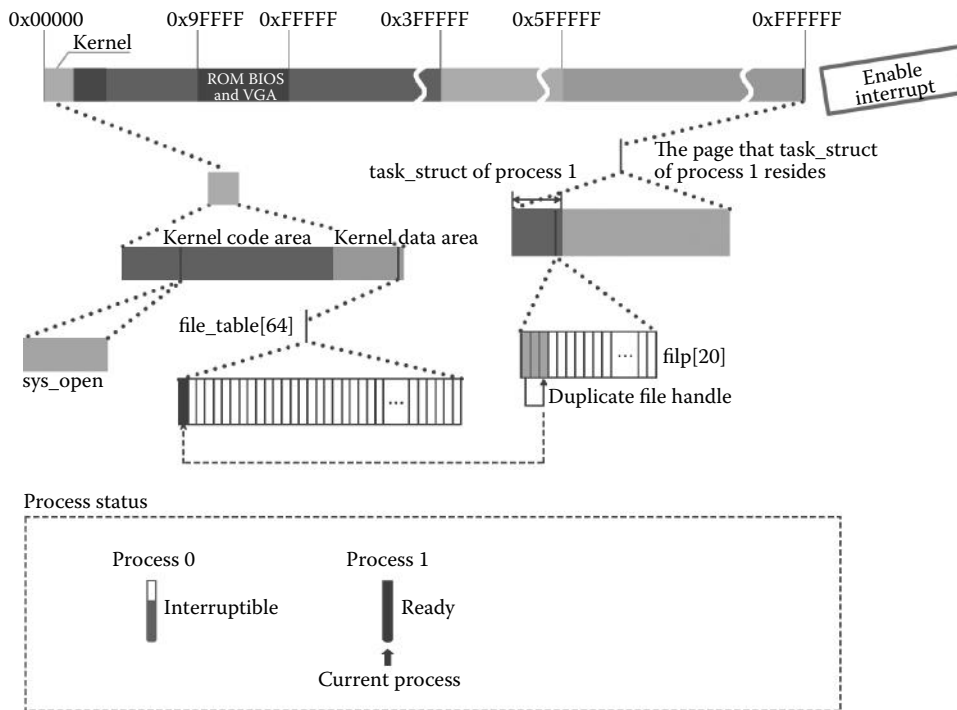 0x00000 0x9FFFF 0xFFFFF 0x3FFFFF 0x5FFFFF 0xFFFFFF
Kernel
ROM BIOS
and VGA
Enable
interrupt
The page that task_struct
of process 1 resides
task_struct of process 1
Kernel code area Kernel data area
file_table[64]
filp[20]
sys_open
...
...
Duplicate file handle
Process status
Process 0 Process 1
Interruptible Ready
Current process